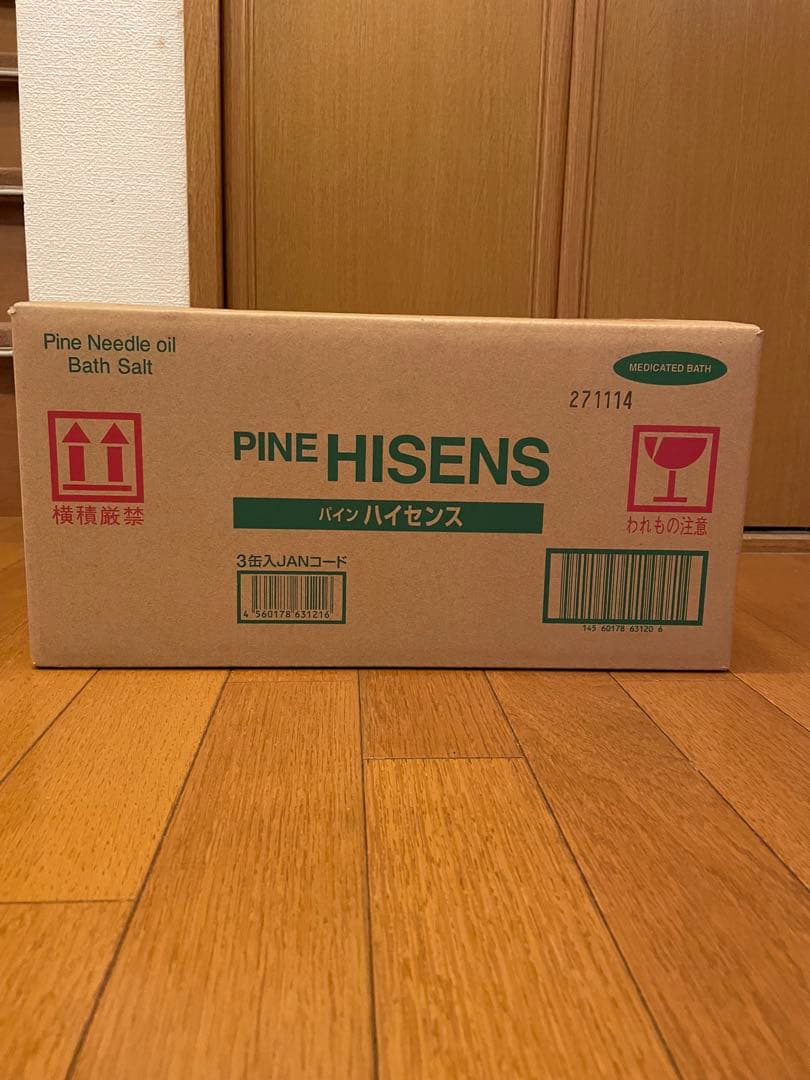 Pine Needle oil
Bath Salt
MEDICATED BATH
271114
PINE HISENS
パイン ハイセンス
横積厳禁
われもの注意
3缶入JANコード
4 560178 631216
145 60178 63120 6